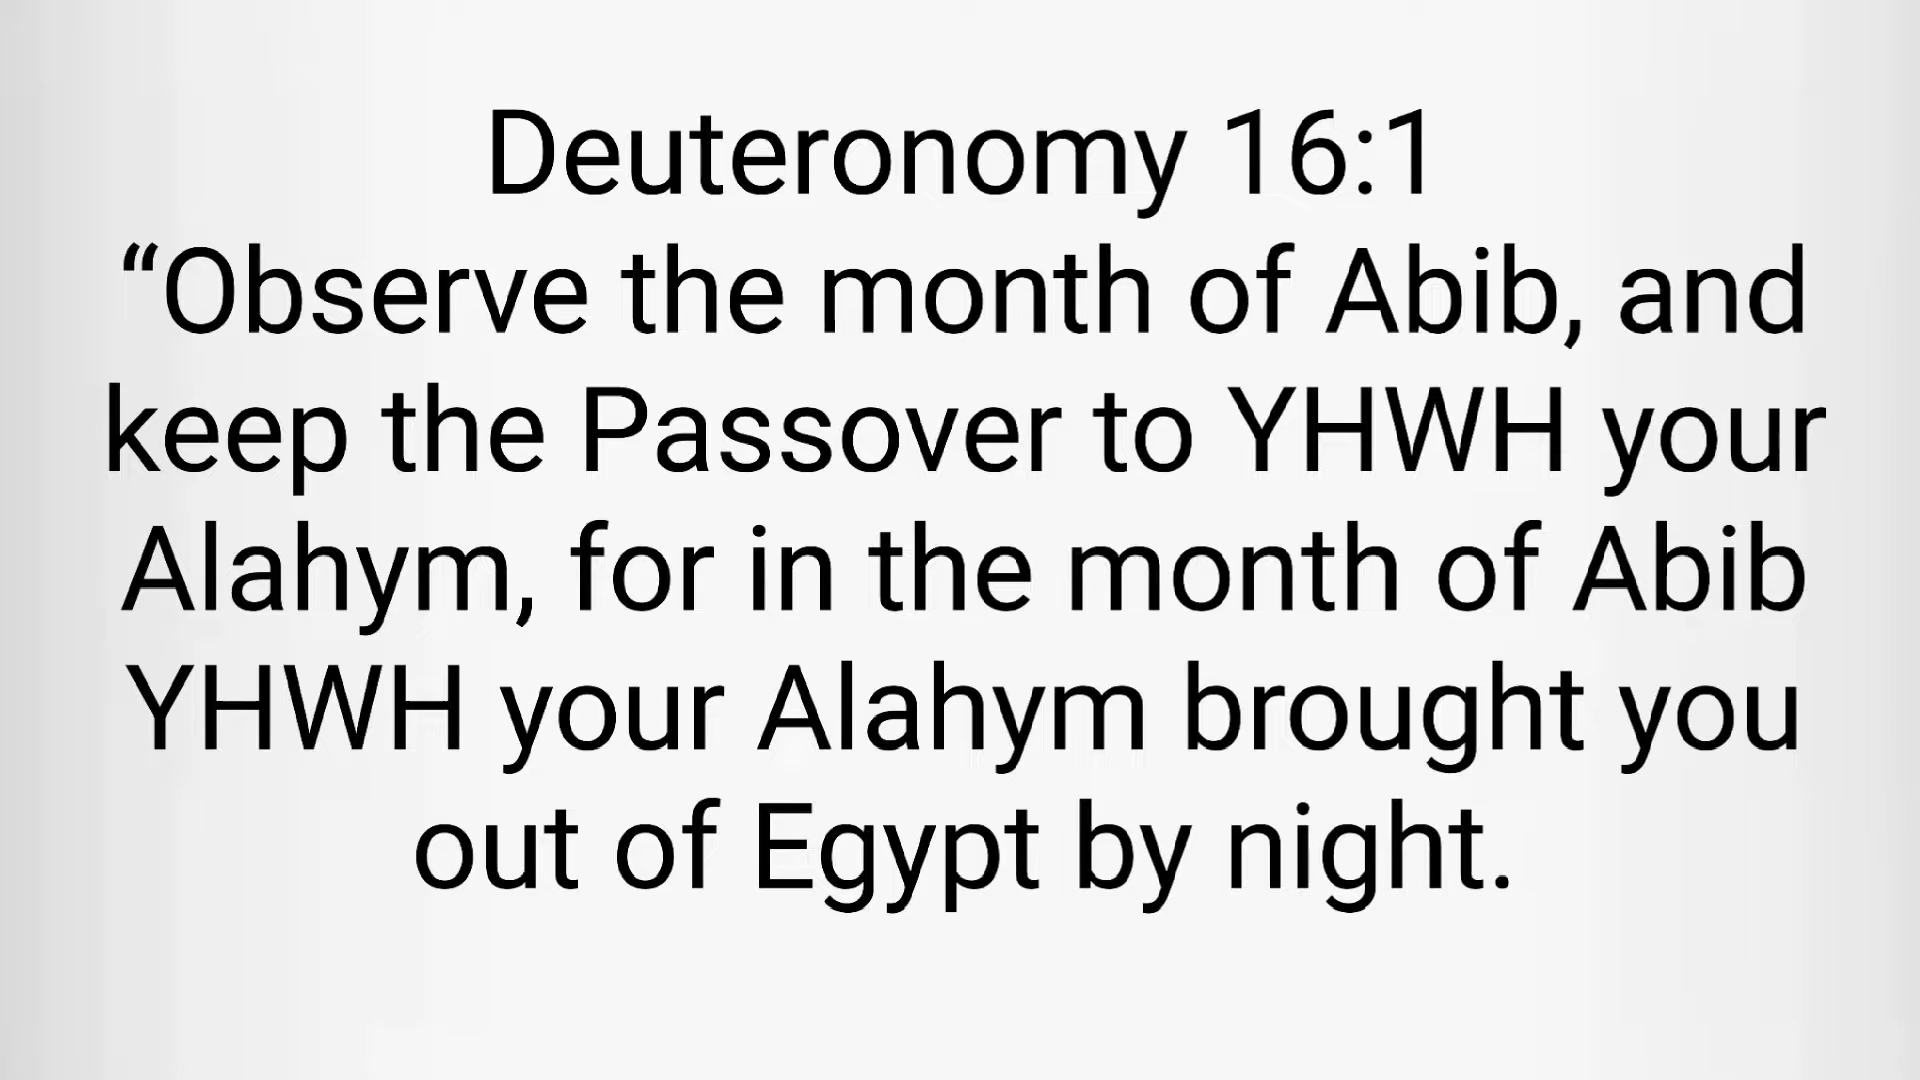 Deuteronomy 16:1
“Observe the month of Abib, and
keep the Passover to YHWH your
Alahym, for in the month of Abib
YHWH your Alahym brought you
out of Egypt by night.